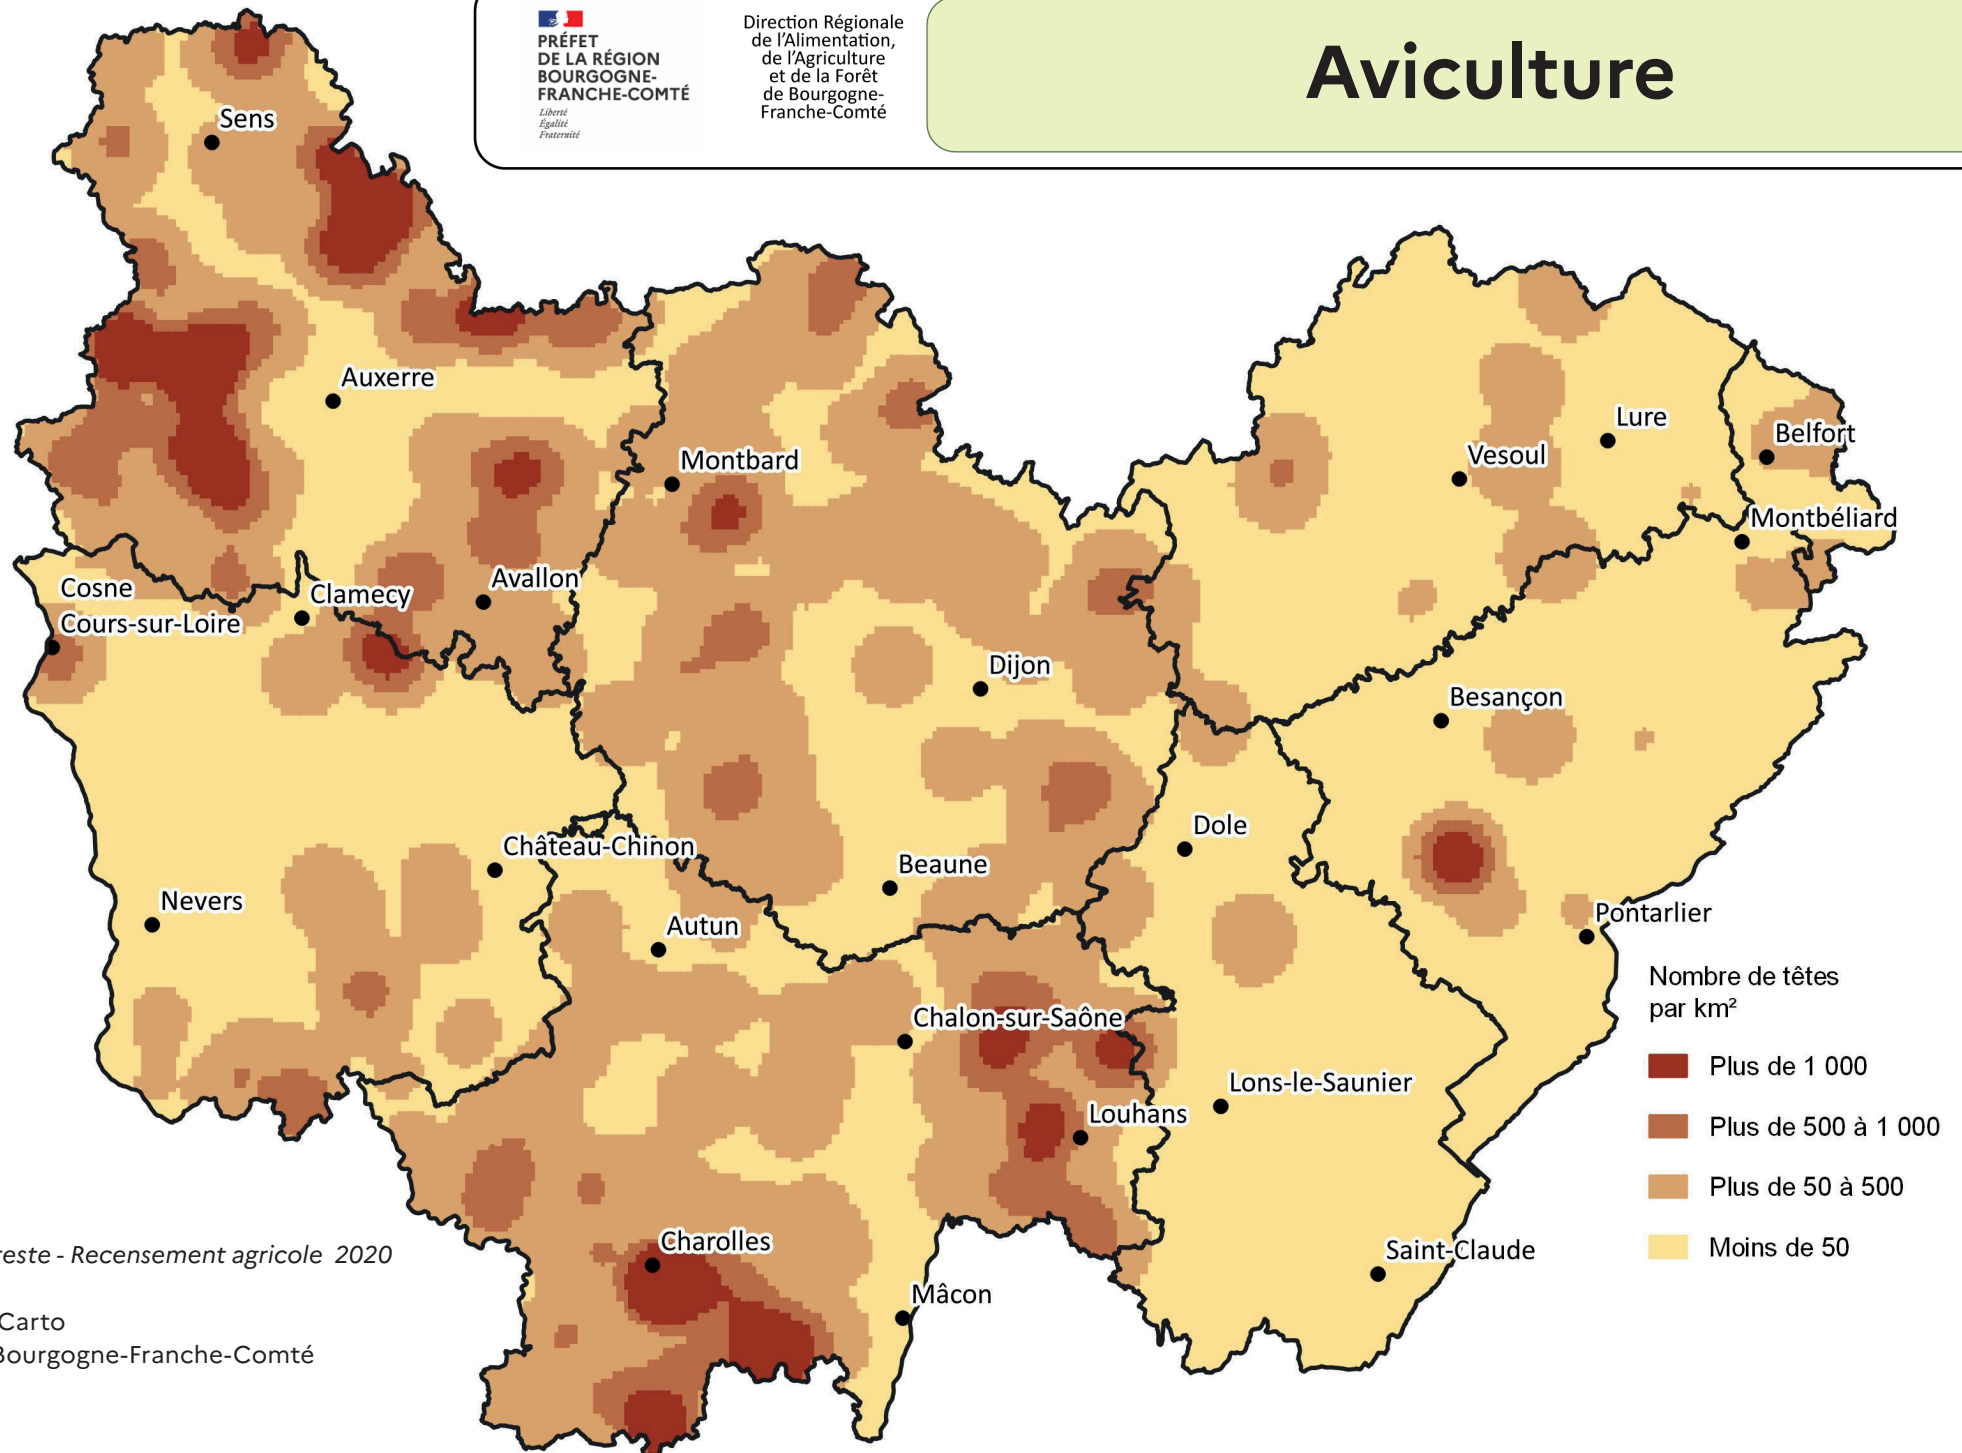 PRÉFET
DE LA RÉGION
BOURGOGNE-
FRANCHE-COMTÉ
Liberté
Égalité
Fraternité
Direction Régionale
de l'Alimentation,
de l'Agriculture
et de la Forêt
de Bourgogne-
Franche-Comté
Aviculture
Sens
Auxerre
Montbard
Lure
Belfort
Vesoul
Montbéliard
Avallon
Cosne
Cours-sur-Loire
Clamecy
Dijon
Besançon
Dole
Château-Chinon
Beaune
Nevers
Autun
Pontarlier
Chalon-sur-Saône
Lons-le-Saunier
Louhans
Charolles
Saint-Claude
Mâcon
Nombre de têtes
par km²
Plus de 1 000
Plus de 500 à 1 000
Plus de 50 à 500
Moins de 50
reste - Recensement agricole 2020
Carto
Bourgogne-Franche-Comté